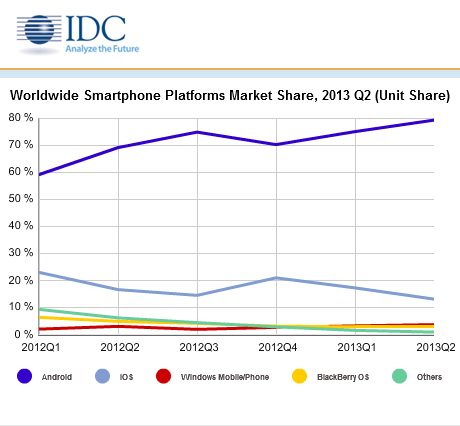 IDC
Analyze the Future
Worldwide Smartphone Platforms Market Share, 2013 Q2 (Unit Share)
80 %
70 %
60 %
50 %
40 %
30 %
20 %
10 %
0 %
2012Q1 2012Q2 2012Q3 2012Q4 2013Q1 2013Q2
Android iOS Windows Mobile/Phone BlackBerry OS Others